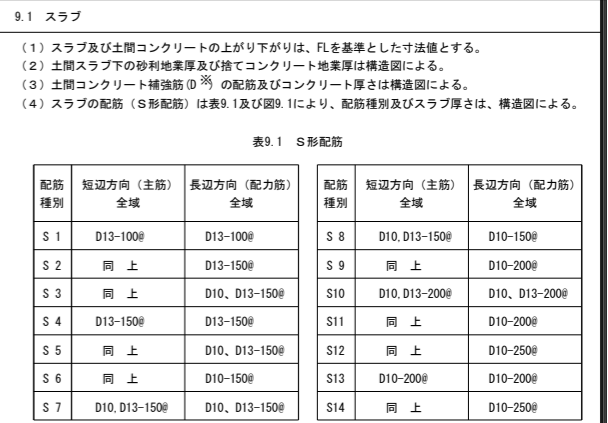 9.1 スラブ
(1)スラブ及び土間コンクリートの上がり下がりは、FLを基準とした寸法値とする。
(2)土間スラブ下の砂利地業厚及び捨てコンクリート地業厚は構造図による。
(3)土間コンクリート補強筋(D※)の配筋及びコンクリート厚さは構造図による。
(4)スラブの配筋(S形配筋)は表9.1及び図9.1により、配筋種別及びスラブ厚さは、構造図による。
表9.1 S形配筋
配筋種別 短辺方向(主筋)全域 長辺方向(配力筋)全域
S 1 D13-100@ D13-100@
S 2 同 上 D13-150@
S 3 同 上 D10、D13-150@
S 4 D13-150@ D13-150@
S 5 同 上 D10、D13-150@
S 6 同 上 D10-150@
S 7 D10,D13-150@ D10、D13-150@
配筋種別 短辺方向(主筋)全域 長辺方向(配力筋)全域
S 8 D10,D13-150@ D10-150@
S 9 同 上 D10-200@
S10 D10,D13-200@ D10、D13-200@
S11 同 上 D10-200@
S12 同 上 D10-250@
S13 D10-200@ D10-200@
S14 同 上 D10-250@